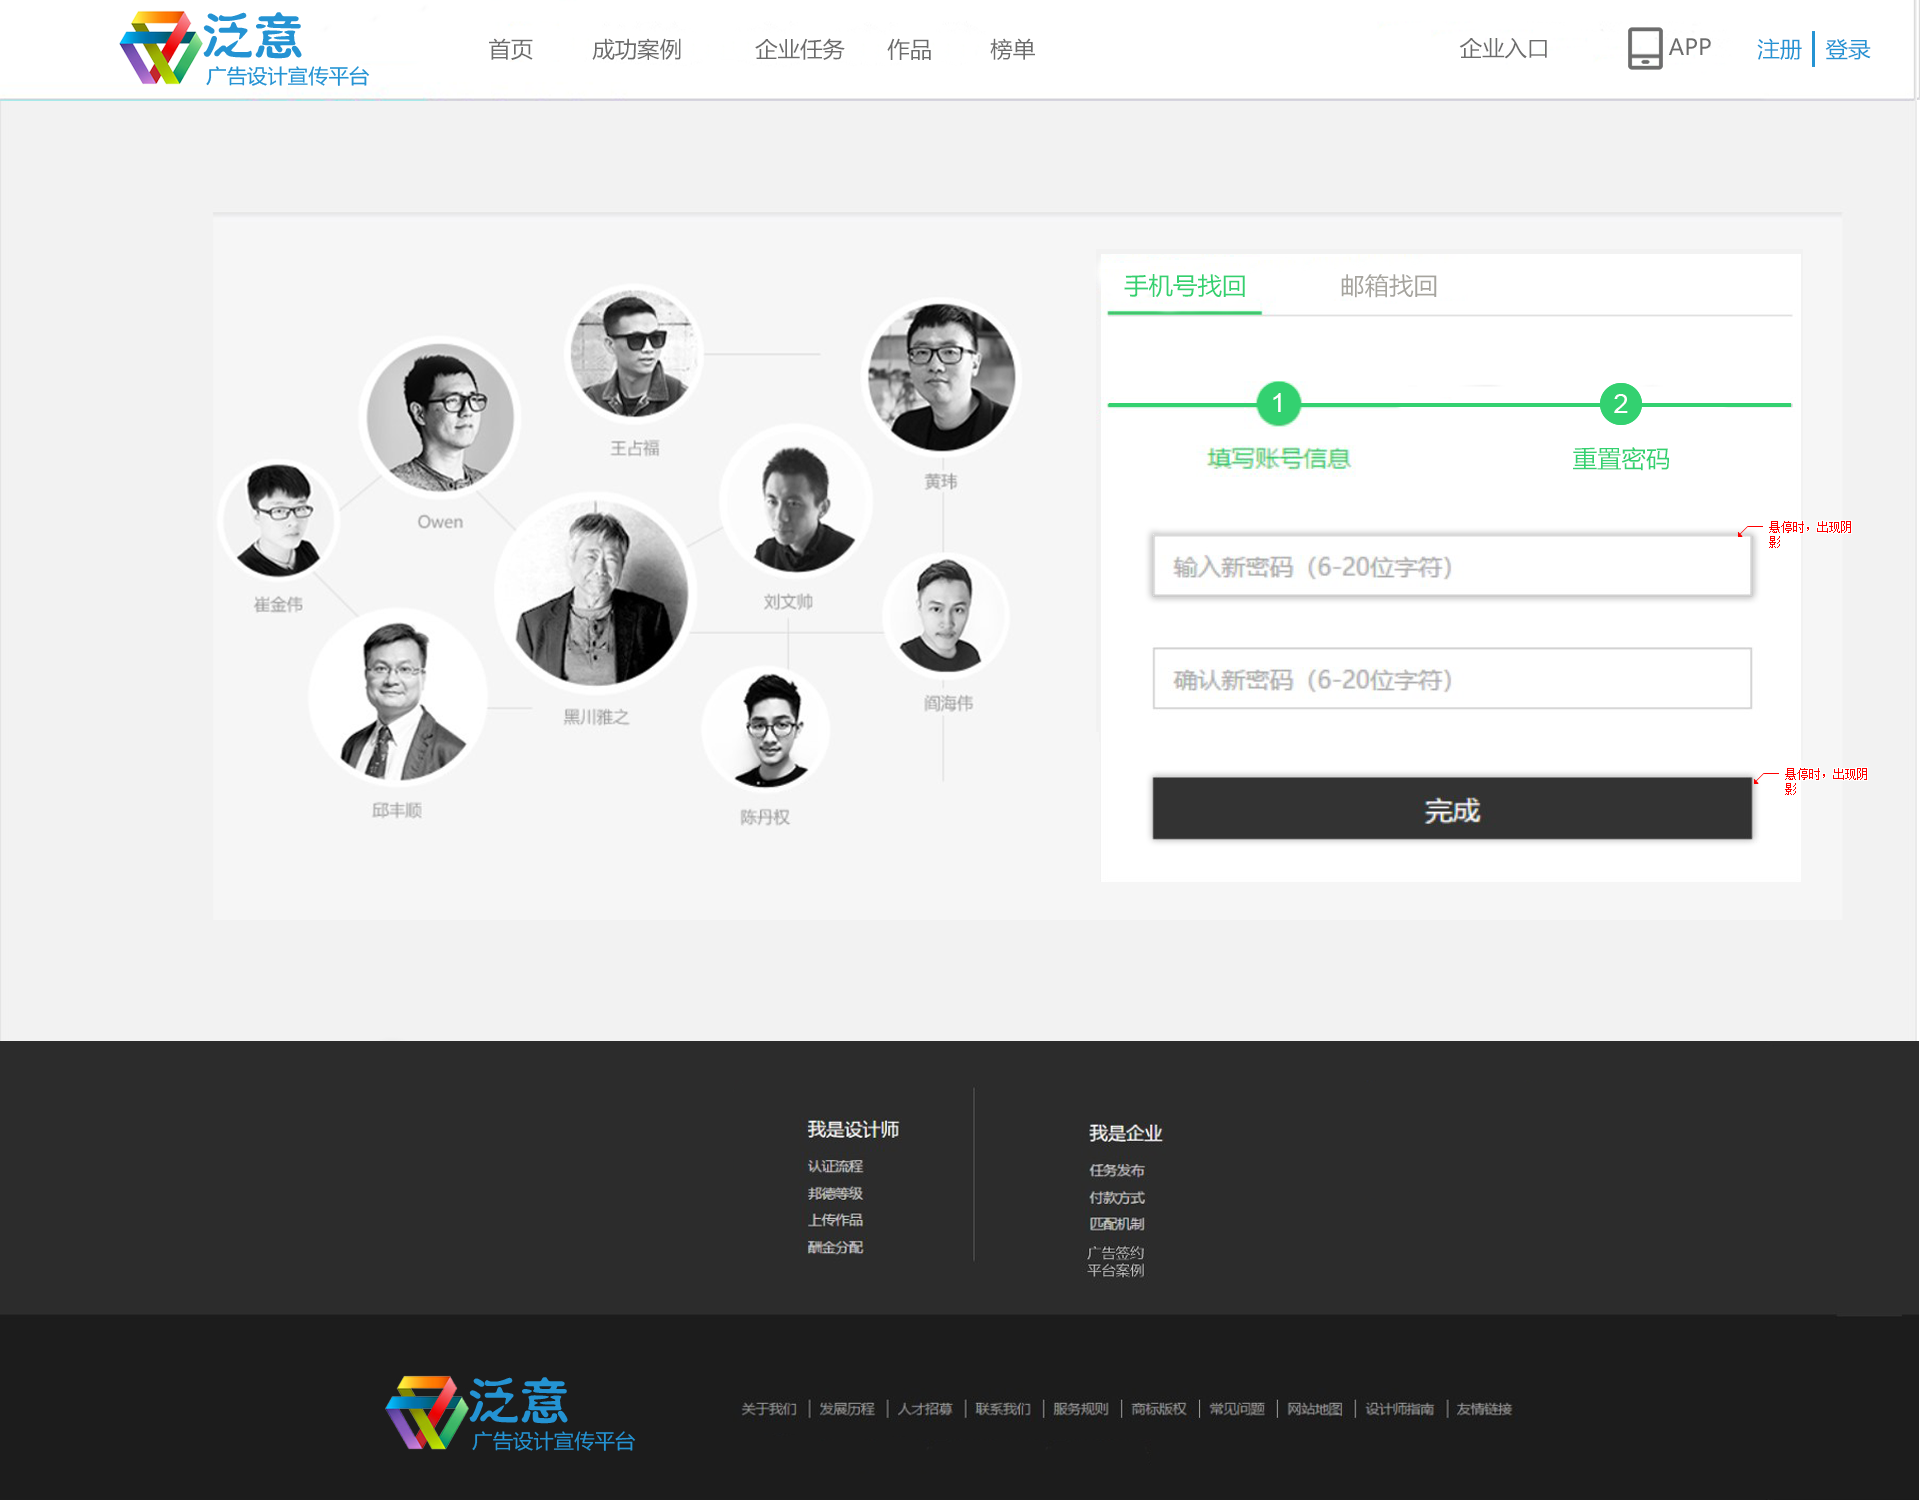 泛意
广告设计宣传平台
首页 成功案例 企业任务 作品 榜单 企业入口 APP 注册 登录
手机号找回 邮箱找回
1 2
填写账号信息 重置密码
悬停时，出现阴
影
输入新密码（6-20位字符）
确认新密码（6-20位字符）
悬停时，出现阴
影
完成
王占福
黄玮
Owen
崔金伟
刘文帅
阎海伟
黑川雅之
邱丰顺
陈丹权
我是设计师
认证流程
邦德等级
上传作品
酬金分配
我是企业
任务发布
付款方式
匹配机制
广告签约
平台案例
泛意
广告设计宣传平台
关于我们 发展历程 人才招募 联系我们 服务规则 商标版权 常见问题 网站地图 设计师指南 友情链接